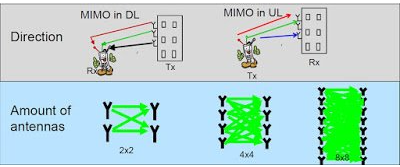 MIMO in DL
MIMO in UL
Direction
Rx
Tx
Tx
Rx
Amount of
antennas
2x2
4x4
8x8